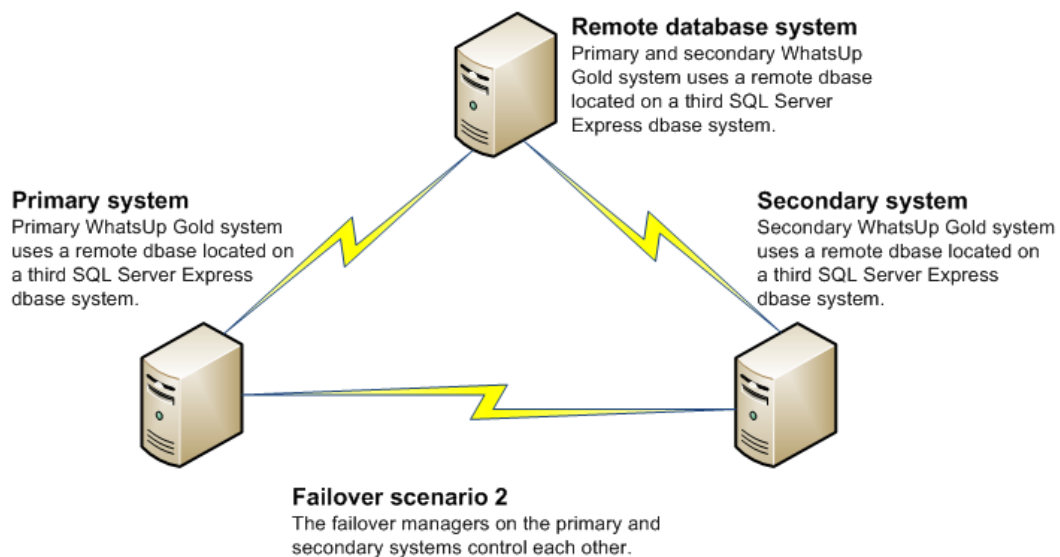 Remote database system
Primary and secondary WhatsUp
Gold system uses a remote dbase
located on a third SQL Server
Express dbase system.
Primary system
Primary WhatsUp Gold system
uses a remote dbase located on
a third SQL Server Express
dbase system.
Secondary system
Secondary WhatsUp Gold system
uses a remote dbase located on
a third SQL Server Express
dbase system.
Failover scenario 2
The failover managers on the primary and
secondary systems control each other.